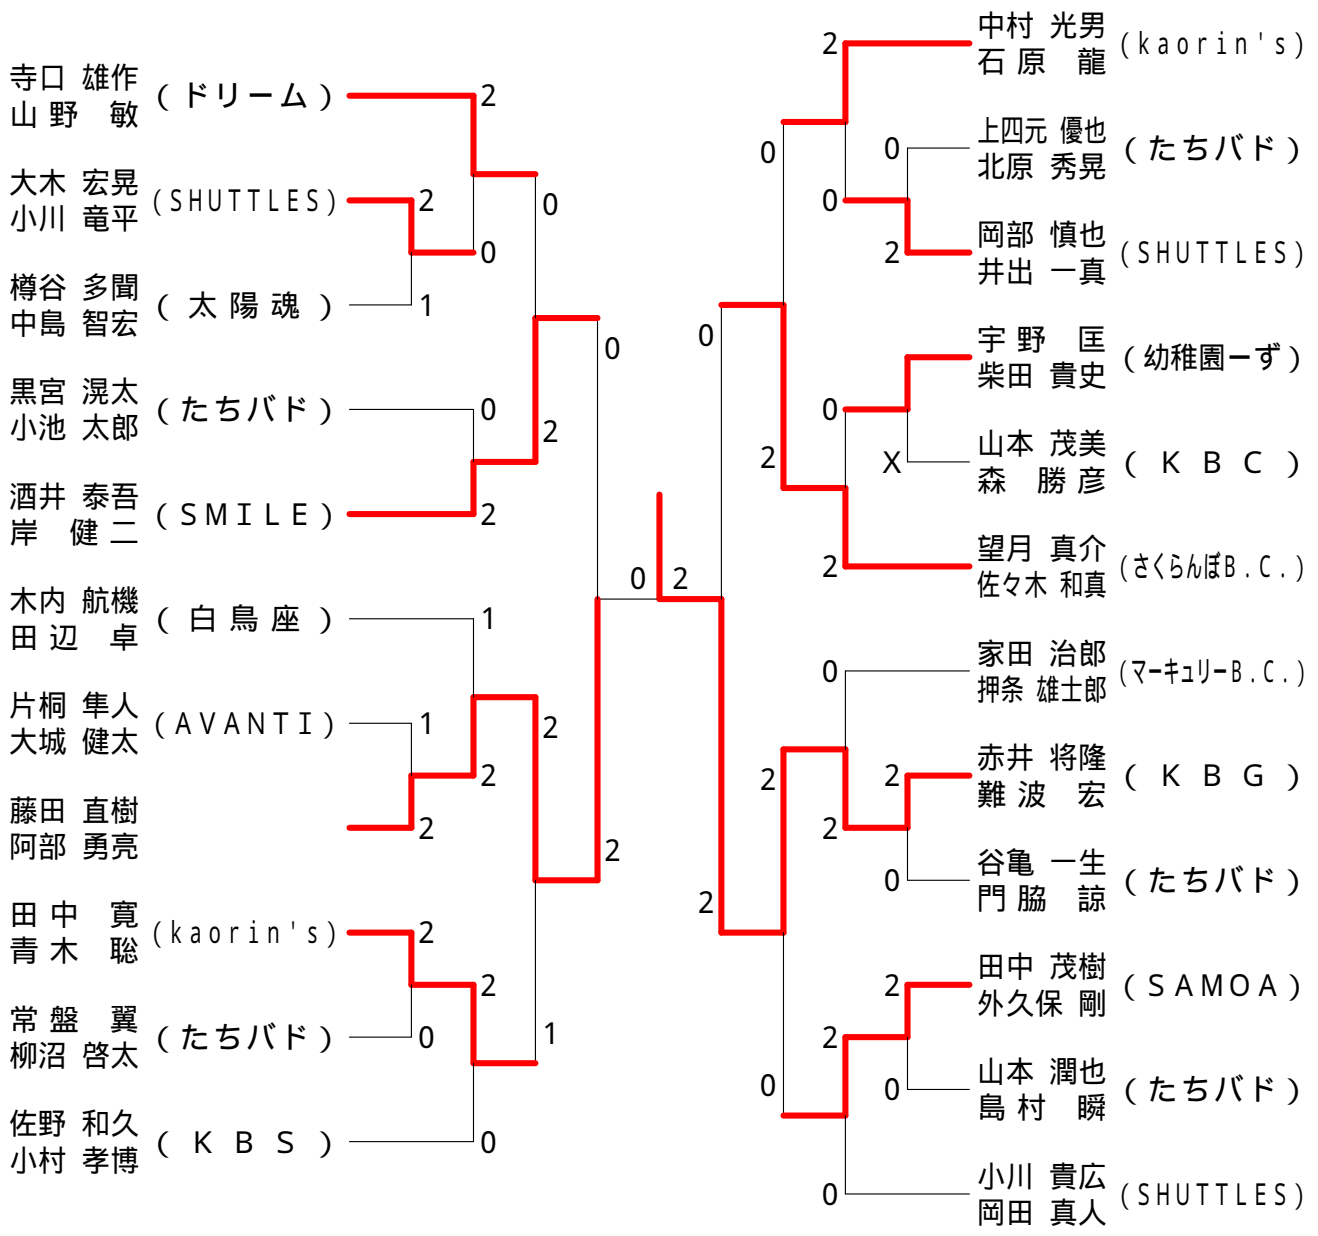 寺口 雄作
山野 敏
(ドリーム)
2
大木 宏晃
小川 竜平
(SHUTTLES)
2
0
0
樽谷 多聞
中島 智宏
(太陽魂)
1
0
黒宮 滉太
小池 太郎
(たちバド)
0
2
酒井 泰吾
岸 健二
(SMILE)
2
木内 航機
田辺 卓
(白鳥座)
1
片桐 隼人
大城 健太
(AVANTI)
1
2
2
藤田 直樹
阿部 勇亮
2
2
田中 寛
青木 聡
(kaorin's)
2
2
常盤 翼
柳沼 啓太
(たちバド)
0
1
佐野 和久
小村 孝博
(KBS)
0
0 2
2
中村 光男
石原 龍
(kaorin's)
0
0
上四元 優也
北原 秀晃
(たちバド)
0
2
岡部 慎也
井出 一真
(SHUTTLES)
0
宇野 匡
柴田 貴史
(幼稚園ーず)
0
2
X
山本 茂美
森 勝彦
(KBC)
2
望月 真介
佐々木 和真
(さくらんぼB.C.)
0
家田 治郎
押条 雄士郎
(マーキュリーB.C.)
2
2
赤井 将隆
難波 宏
(KBG)
2
0
谷亀 一生
門脇 諒
(たちバド)
2
2
田中 茂樹
外久保 剛
(SAMOA)
2
0
0
山本 潤也
島村 瞬
(たちバド)
0
小川 貴広
岡田 真人
(SHUTTLES)